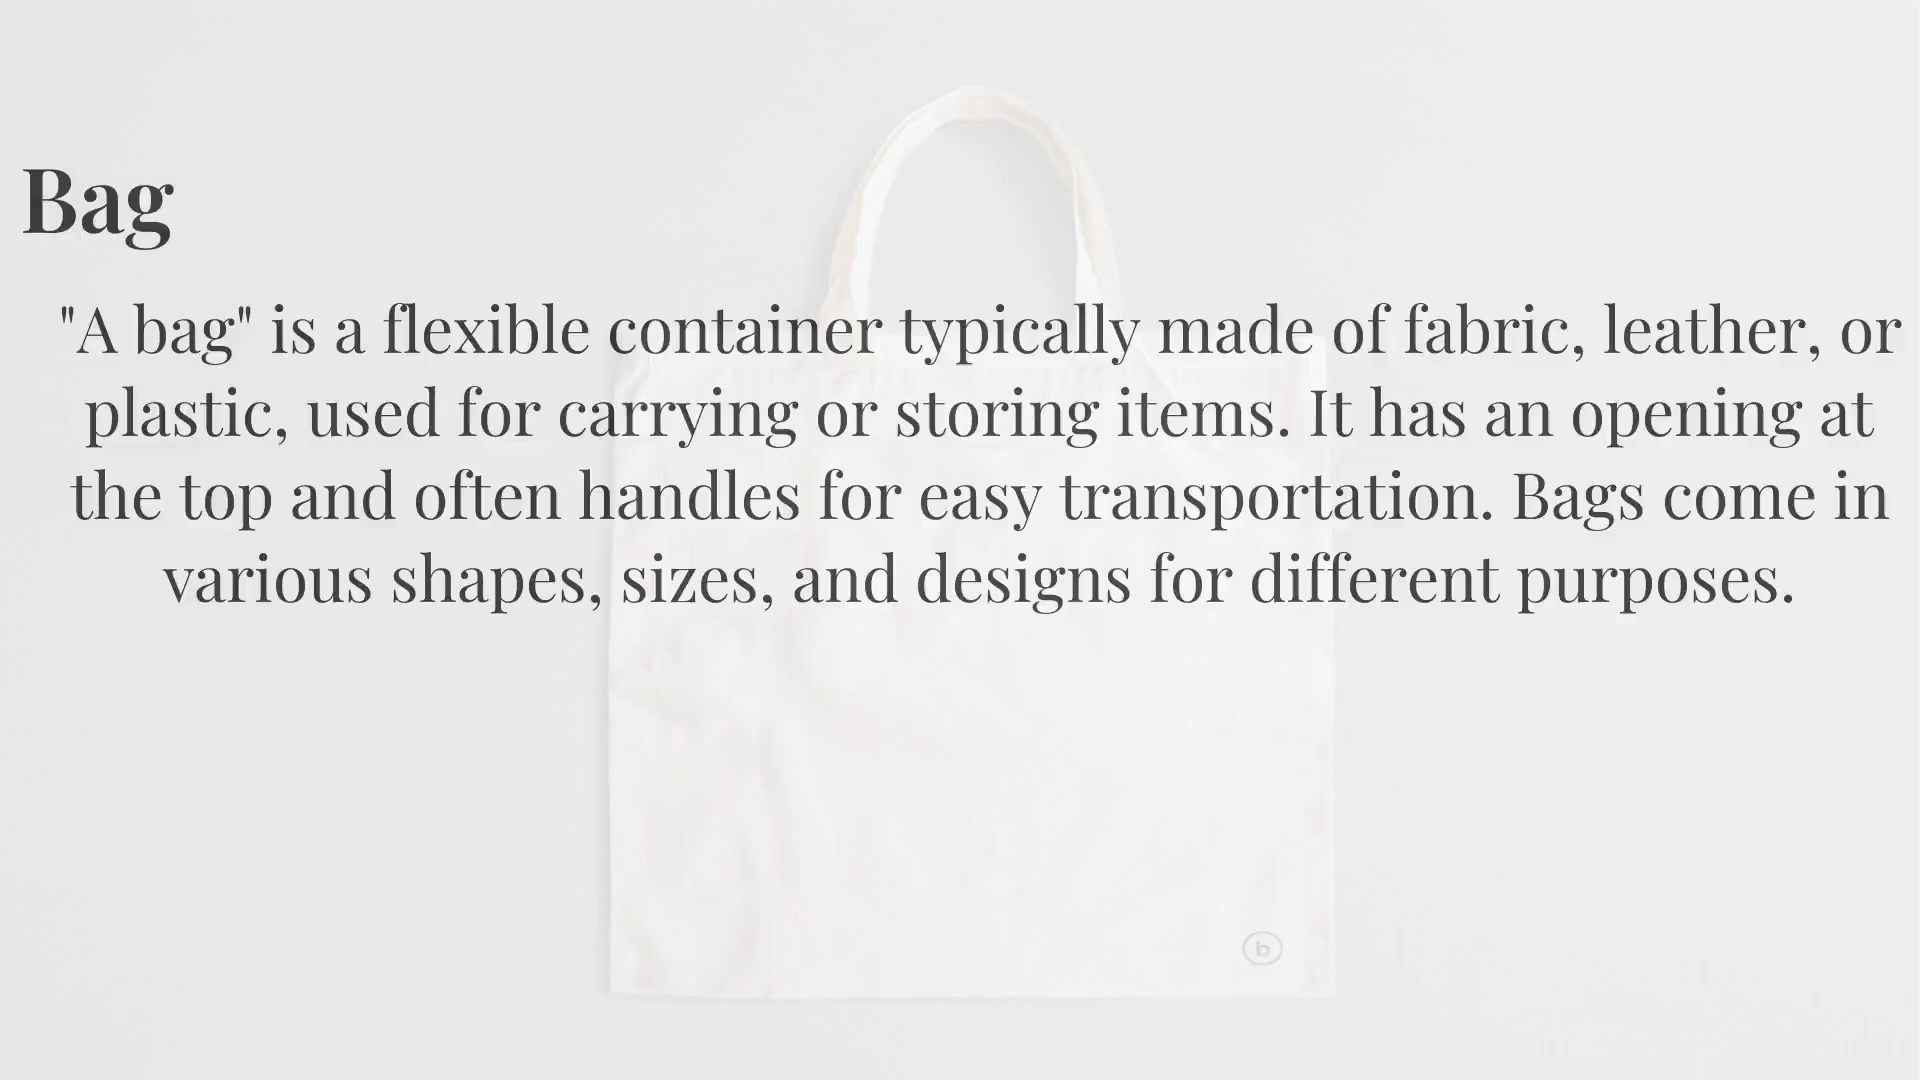 Bag
"A bag" is a flexible container typically made of fabric, leather, or
plastic, used for carrying or storing items. It has an opening at
the top and often handles for easy transportation. Bags come in
various shapes, sizes, and designs for different purposes.
b